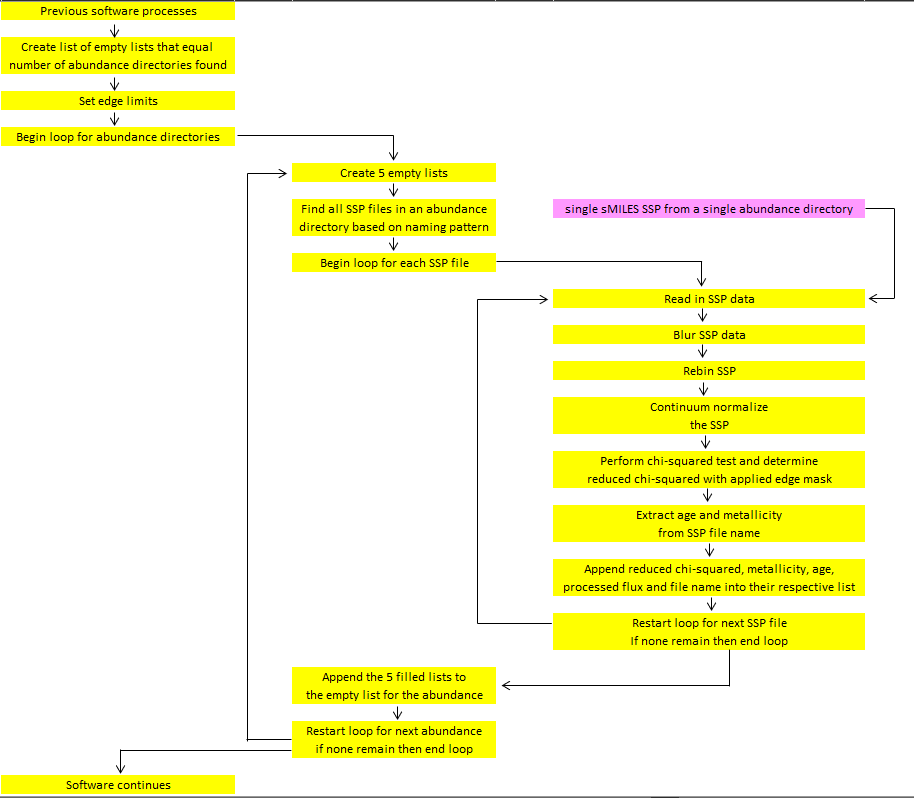 Previous software processes
Create list of empty lists that equal
number of abundance directories found
Set edge limits
Begin loop for abundance directories
Create 5 empty lists
Find all SSP files in an abundance
directory based on naming pattern
Begin loop for each SSP file
single sMILES SSP from a single abundance directory
Read in SSP data
Blur SSP data
Rebin SSP
Continuum normalize
the SSP
Perform chi-squared test and determine
reduced chi-squared with applied edge mask
Extract age and metallicity
from SSP file name
Append reduced chi-squared, metallicity, age,
processed flux and file name into their respective list
Restart loop for next SSP file
If none remain then end loop
Append the 5 filled lists to
the empty list for the abundance
Restart loop for next abundance
if none remain then end loop
Software continues